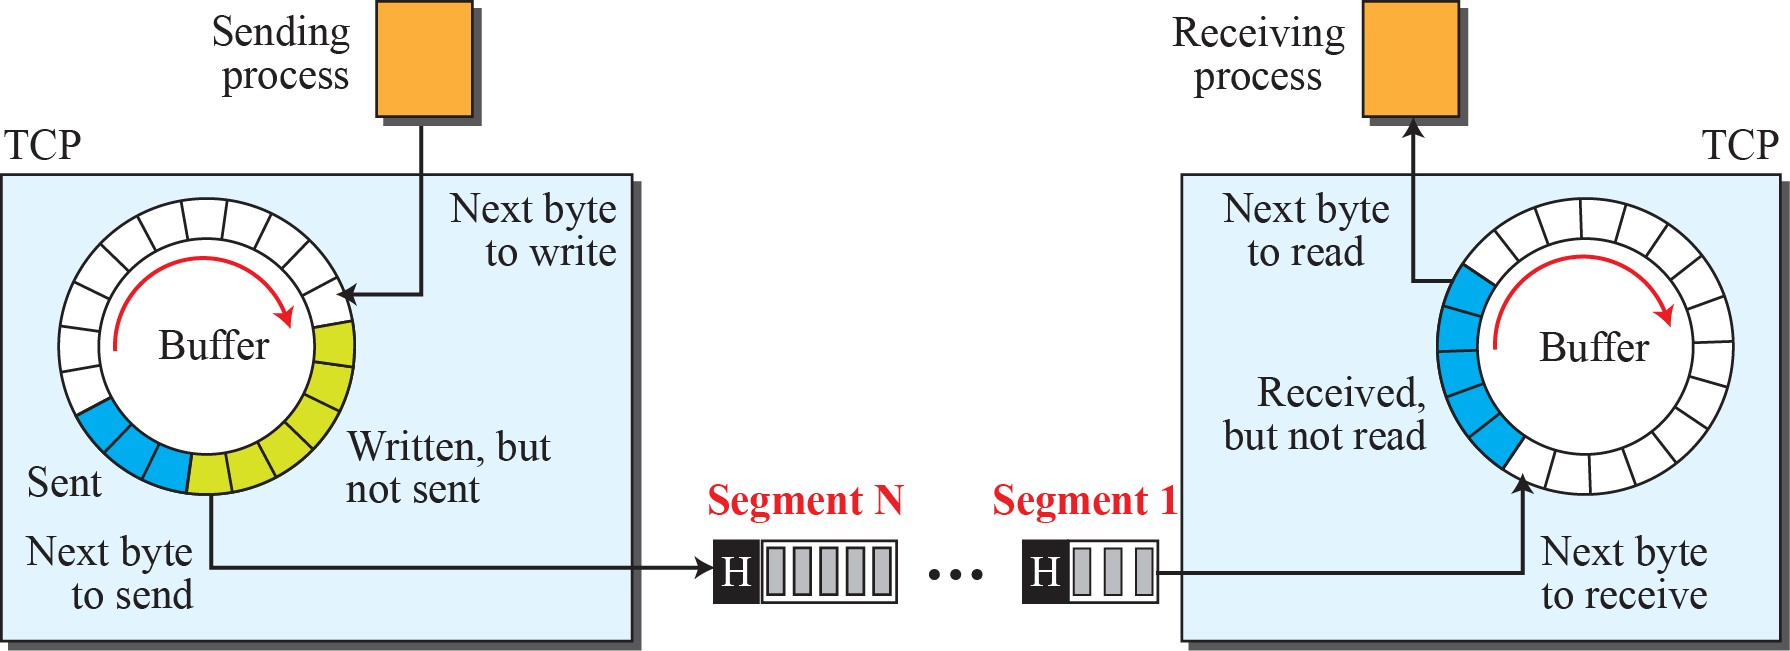 Sending
process
Receiving
process
TCP
TCP
Next byte
to write
Next byte
to read
Buffer
Buffer
Written, but
not sent
Sent
Received,
but not read
Segment N
Segment 1
Next byte
to send
H
...
H
Next byte
to receive